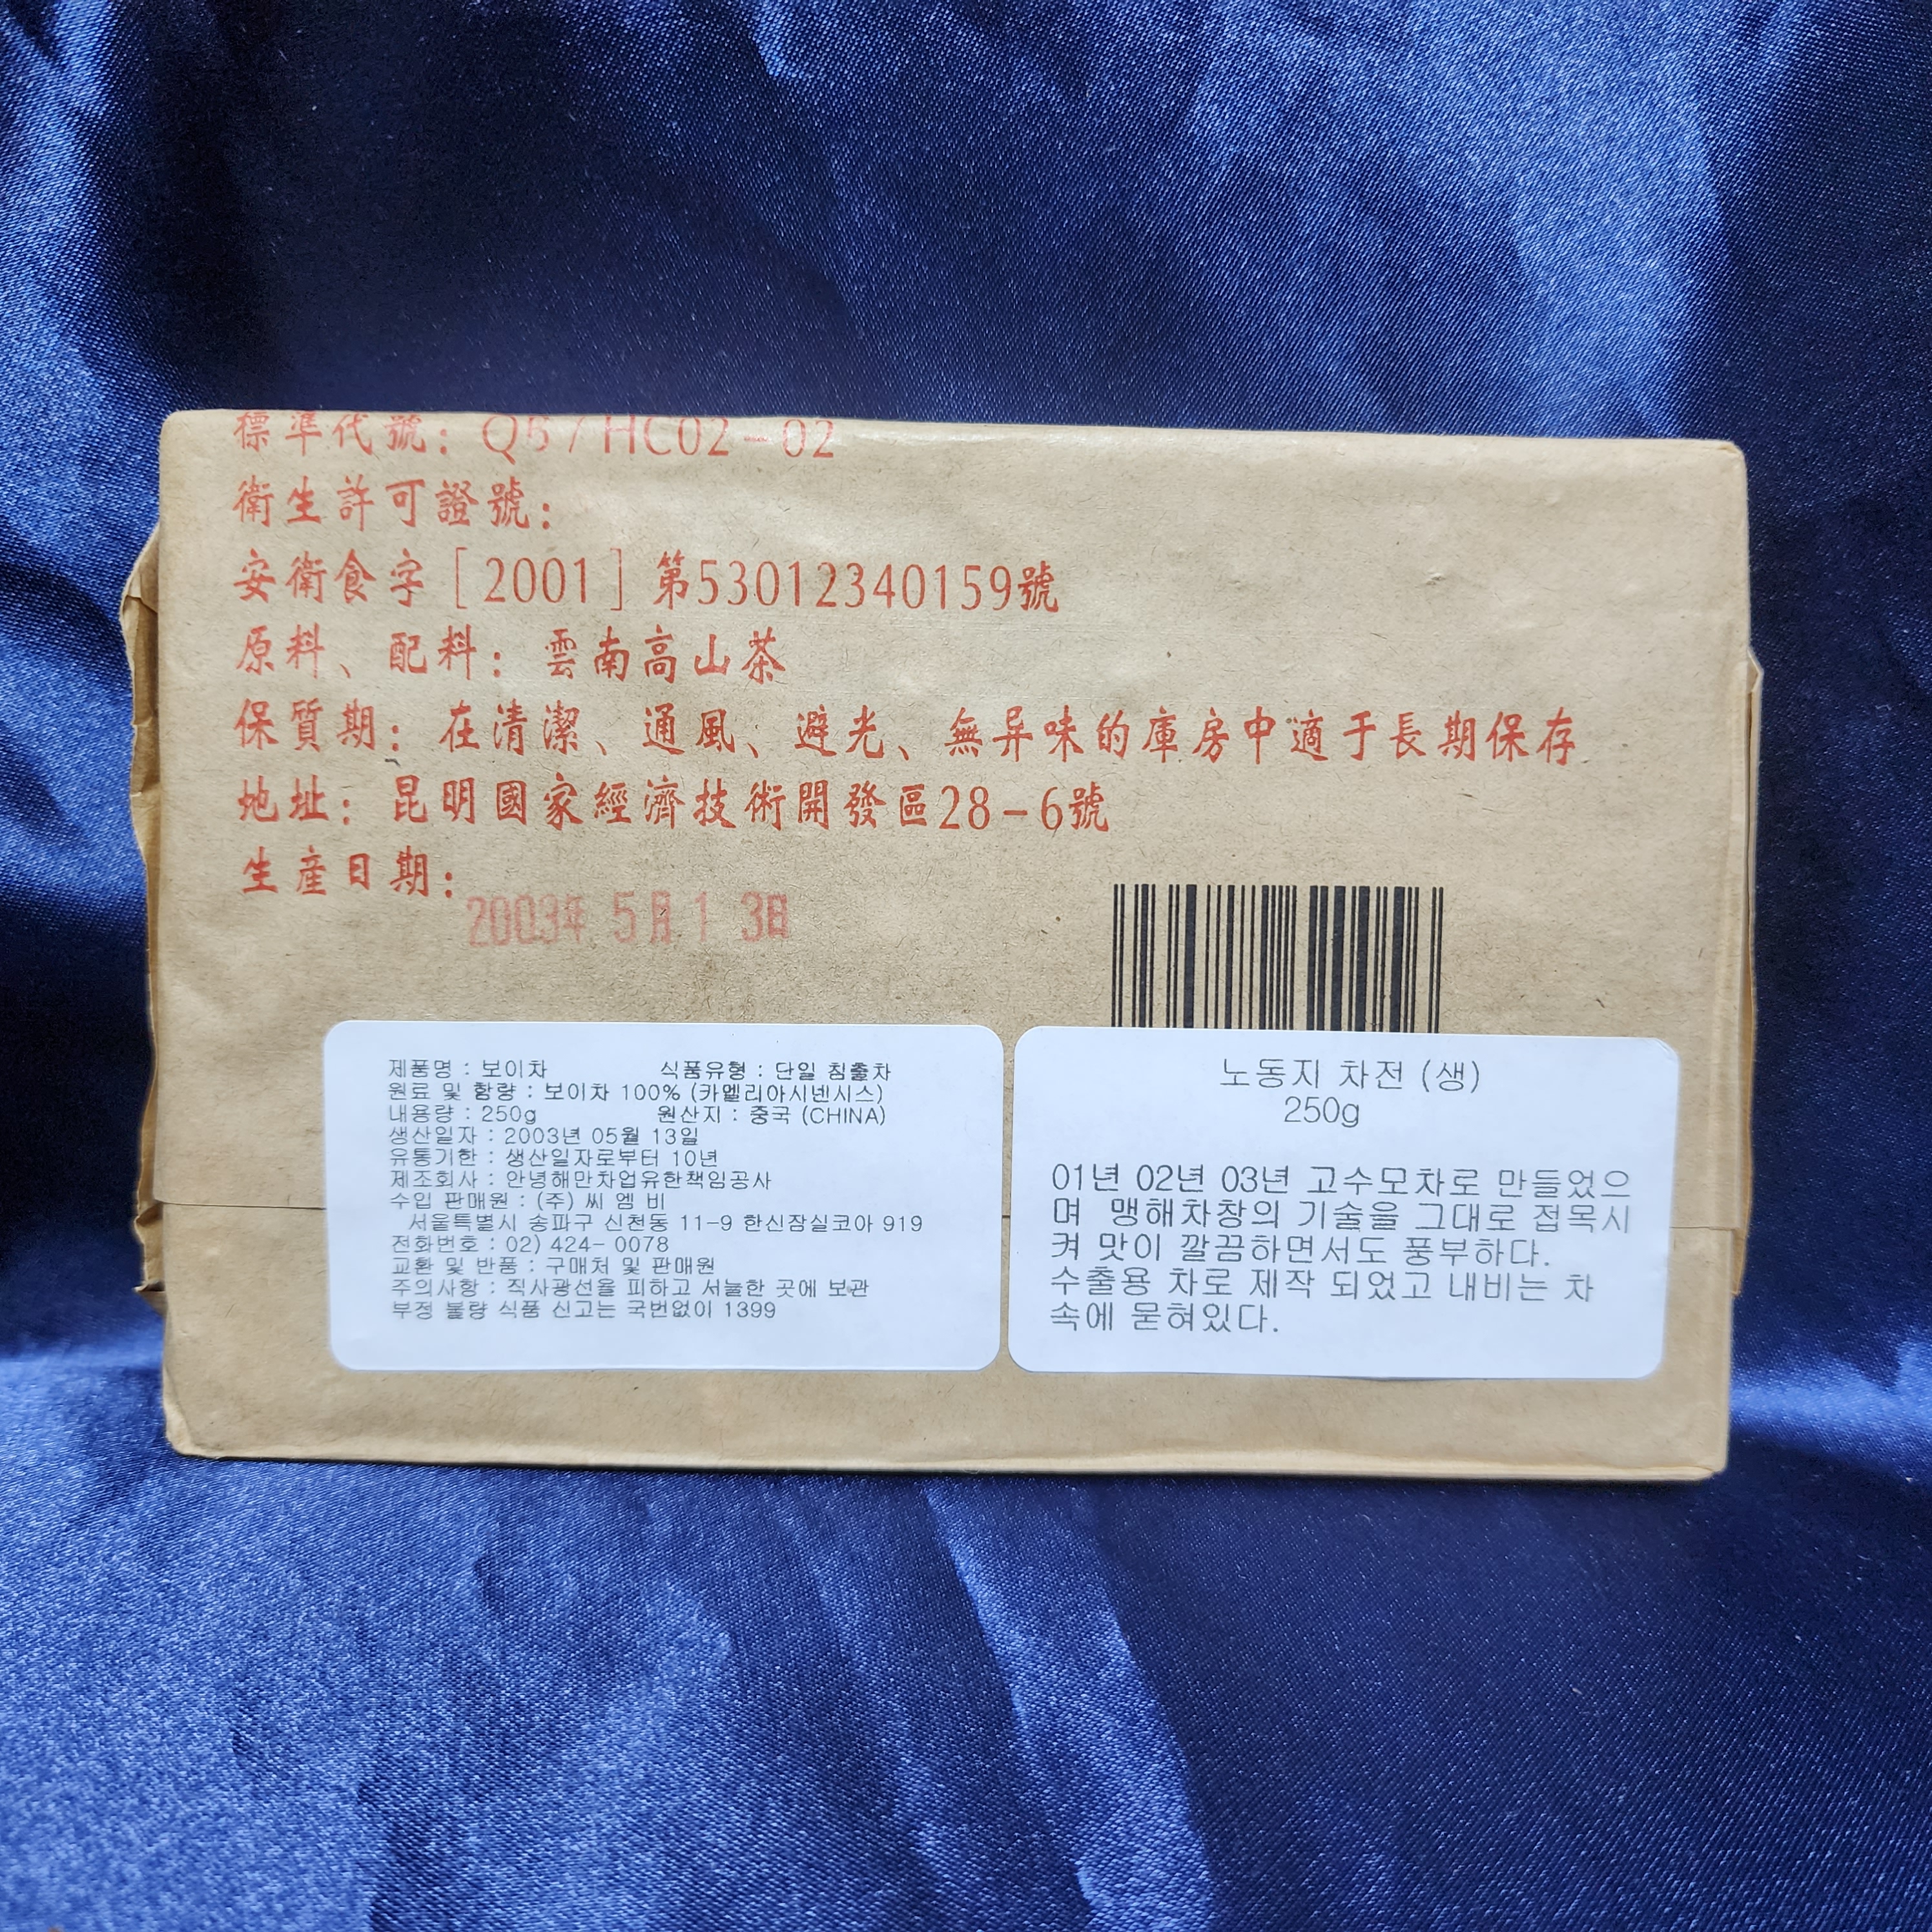 標準代號：QB/HC02-02
衛生許可證號：
安衛食字［2001］第53012340159號
原料、配料：雲南高山茶
保質期：在清潔、通風、避光、無异味的庫房中適于長期保存
地址：昆明國家經濟技術開發區28-6號
生産日期：
2003年 5月1 3日
제품명 : 보이차 식품유형 : 단일 침출차
원료 및 함량 : 보이차 100% (카멜리아시넨시스)
내용량 : 250g 원산지 : 중국 (CHINA)
생산일자 : 2003년 05월 13일
유통기한 : 생산일자로부터 10년
제조회사 : 안녕해만차업유한책임공사
수입 판매원 : (주) 씨 엠 비
서울특별시 송파구 신천동 11-9 한신잠실코아 919
전화번호 : 02) 424- 0078
교환 및 반품 : 구매처 및 판매원
주의사항 : 직사광선을 피하고 서늘한 곳에 보관
부정 불량 식품 신고는 국번없이 1399
노동지 차전 (생)
250g
01년 02년 03년 고수모차로 만들었으
며 맹해차창의 기술을 그대로 접목시
켜 맛이 깔끔하면서도 풍부하다.
수출용 차로 제작 되었고 내비는 차
속에 묻혀있다.